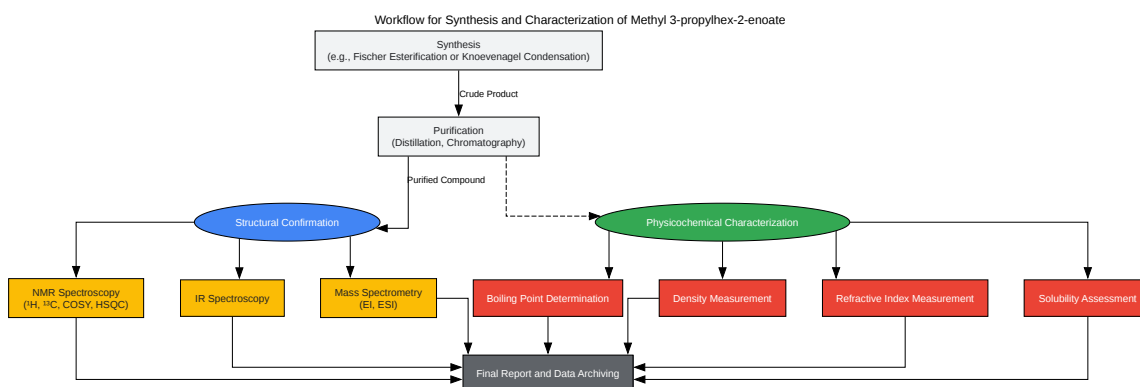 Workflow for Synthesis and Characterization of Methyl 3-propylhex-2-enoate
Synthesis
(e.g., Fischer Esterification or Knoevenagel Condensation)
Crude Product
Purification
(Distillation, Chromatography)
Purified Compound
Structural Confirmation
Physicochemical Characterization
NMR Spectroscopy
(¹H, ¹³C, COSY, HSQC)
IR Spectroscopy
Mass Spectrometry
(EI, ESI)
Boiling Point Determination
Density Measurement
Refractive Index Measurement
Solubility Assessment
Final Report and Data Archiving